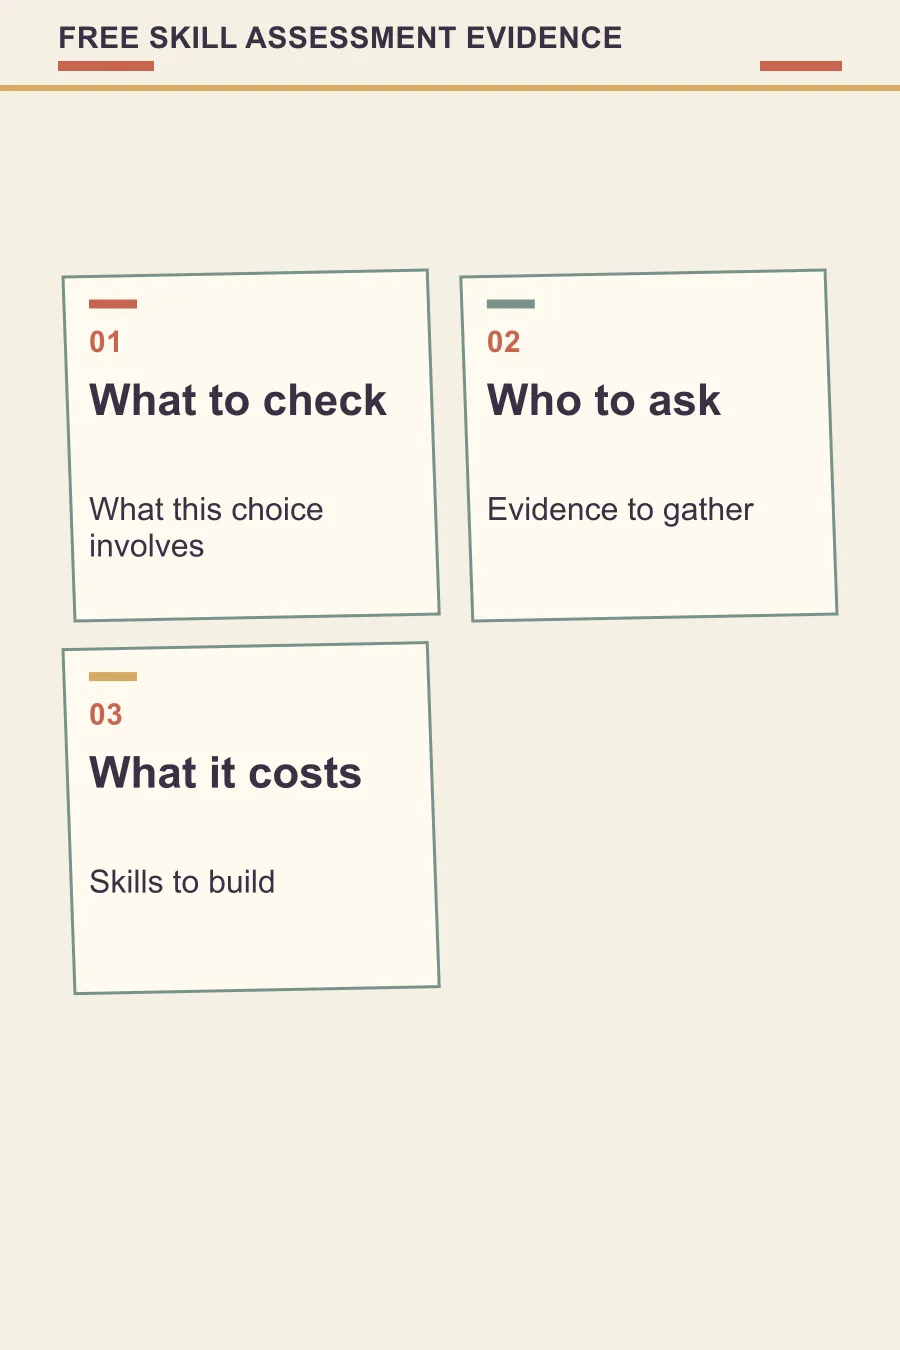 FREE SKILL ASSESSMENT EVIDENCE
01
What to check
What this choice
involves
02
Who to ask
Evidence to gather
03
What it costs
Skills to build